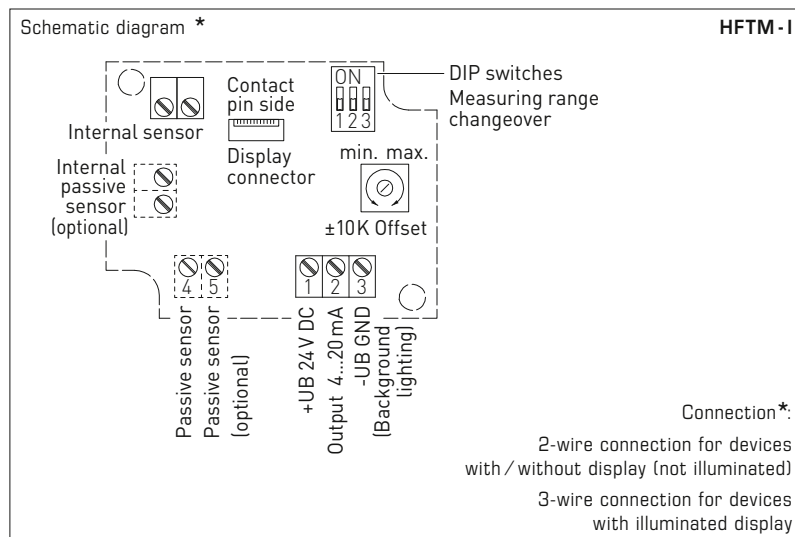 Schematic diagram *
HFTM-I
ON
1 2 3
DIP switches
Measuring range
changeover
Contact
pin side
Internal sensor
Display
connector
min. max.
±10K Offset
Internal
passive
sensor
(optional)
4
5
1
2
3
Passive sensor
Passive sensor
(optional)
+UB 24V DC
Output 4...20mA
-UB GND
(Background
lighting)
Connection*:
2-wire connection for devices
with / without display (not illuminated)
3-wire connection for devices
with illuminated display